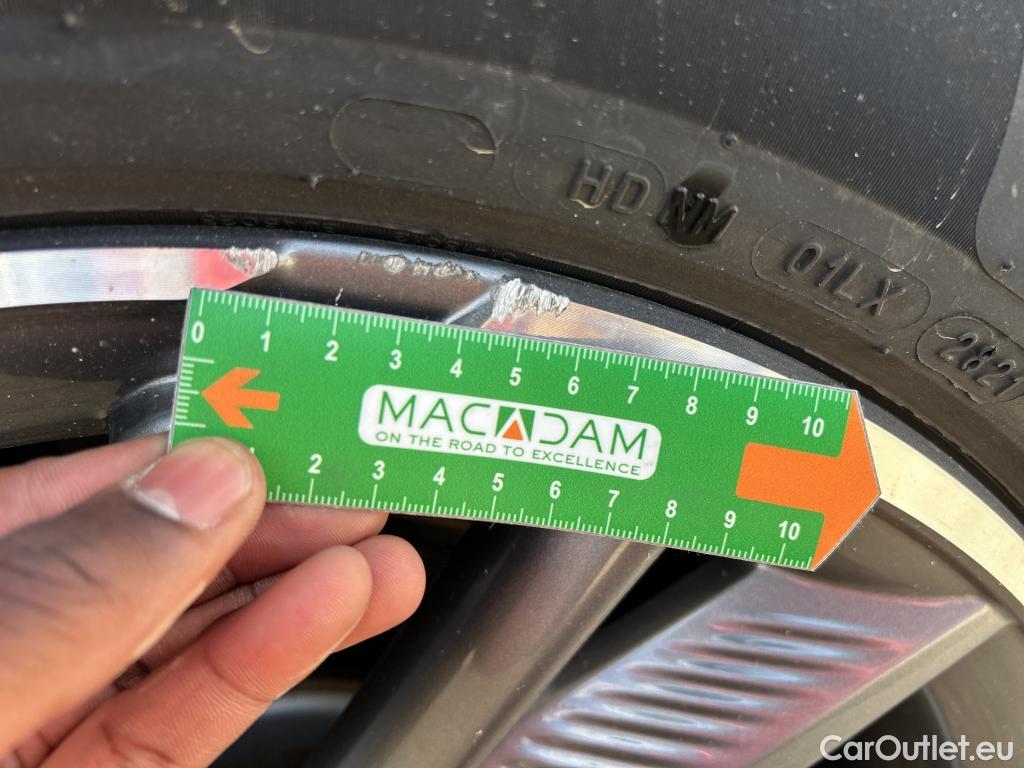 HD NM
01LX
2821
0 1 2 3 4 5 6 7 8 9 10
MACADAM
ON THE ROAD TO EXCELLENCE
2 3 4 5 6 7 8 9 10
CarOutlet.eu